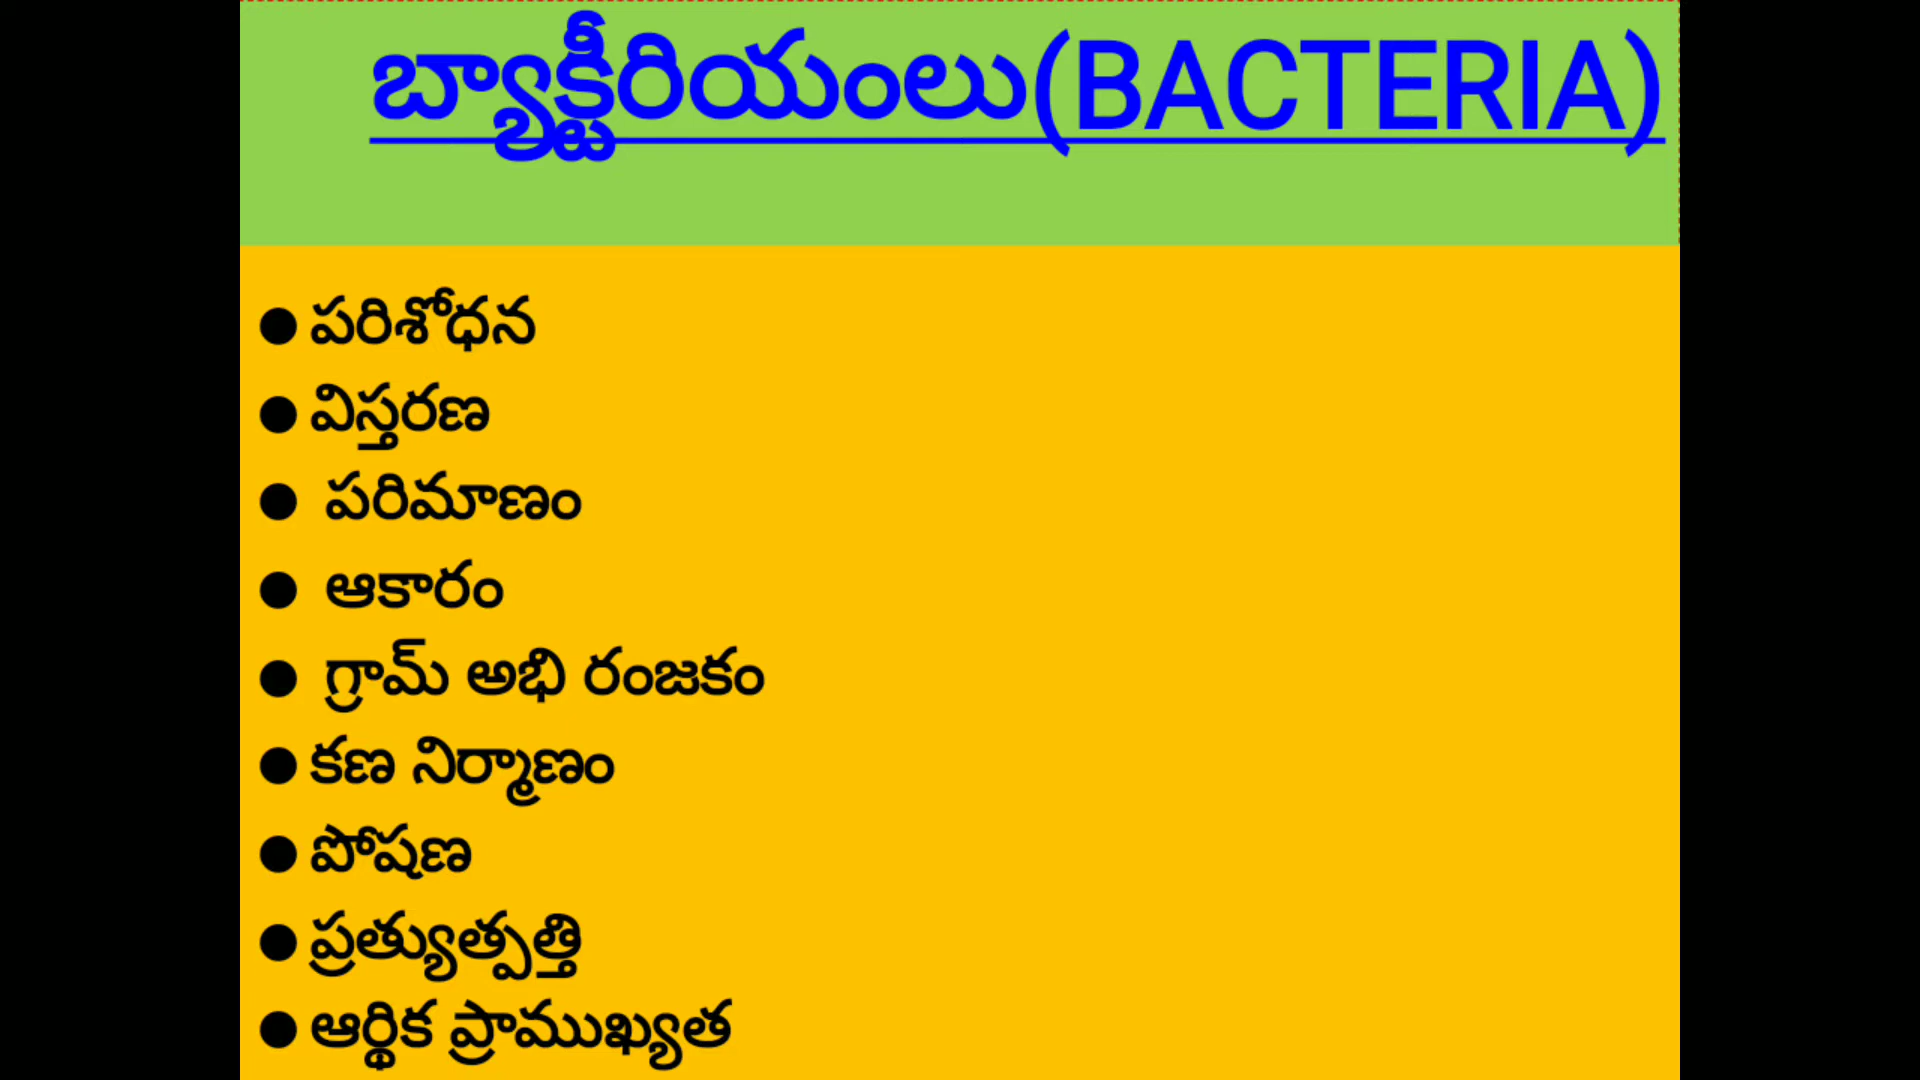 బ్యాక్టీరియంలు(BACTERIA)
● పరిశోధన
● విస్తరణ
● పరిమాణం
● ఆకారం
● గ్రామ్ అభి రంజకం
● కణ నిర్మాణం
● పోషణ
● ప్రత్యుత్పత్తి
● ఆర్థిక ప్రాముఖ్యత